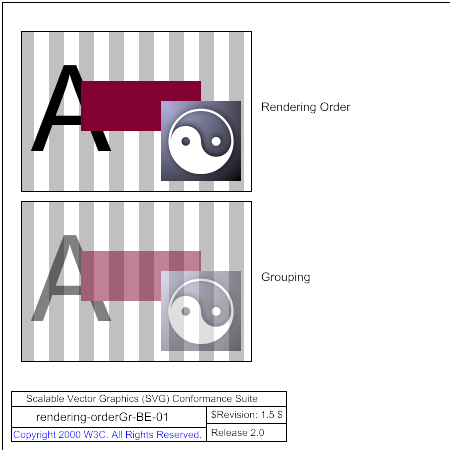 A
Rendering Order
A
Grouping
Scalable Vector Graphics (SVG) Conformance Suite
rendering-orderGr-BE-01
$Revision: 1.5 $
Copyright 2000 W3C. All Rights Reserved.
Release 2.0